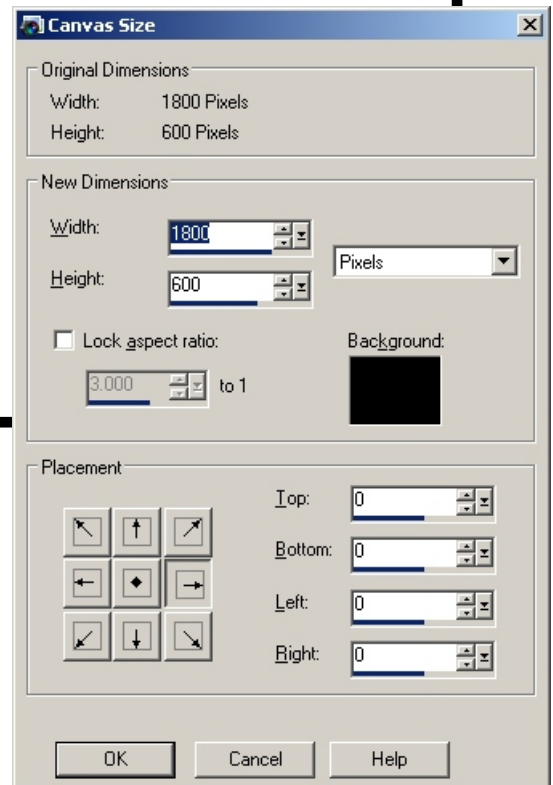 Canvas Size
Original Dimensions
Width: 1800 Pixels
Height: 600 Pixels
New Dimensions
Width: 1800
Pixels
Height: 600
Lock aspect ratio:
Background:
3.000 to 1
Placement
Top: 0
Bottom: 0
Left: 0
Right: 0
OK Cancel Help